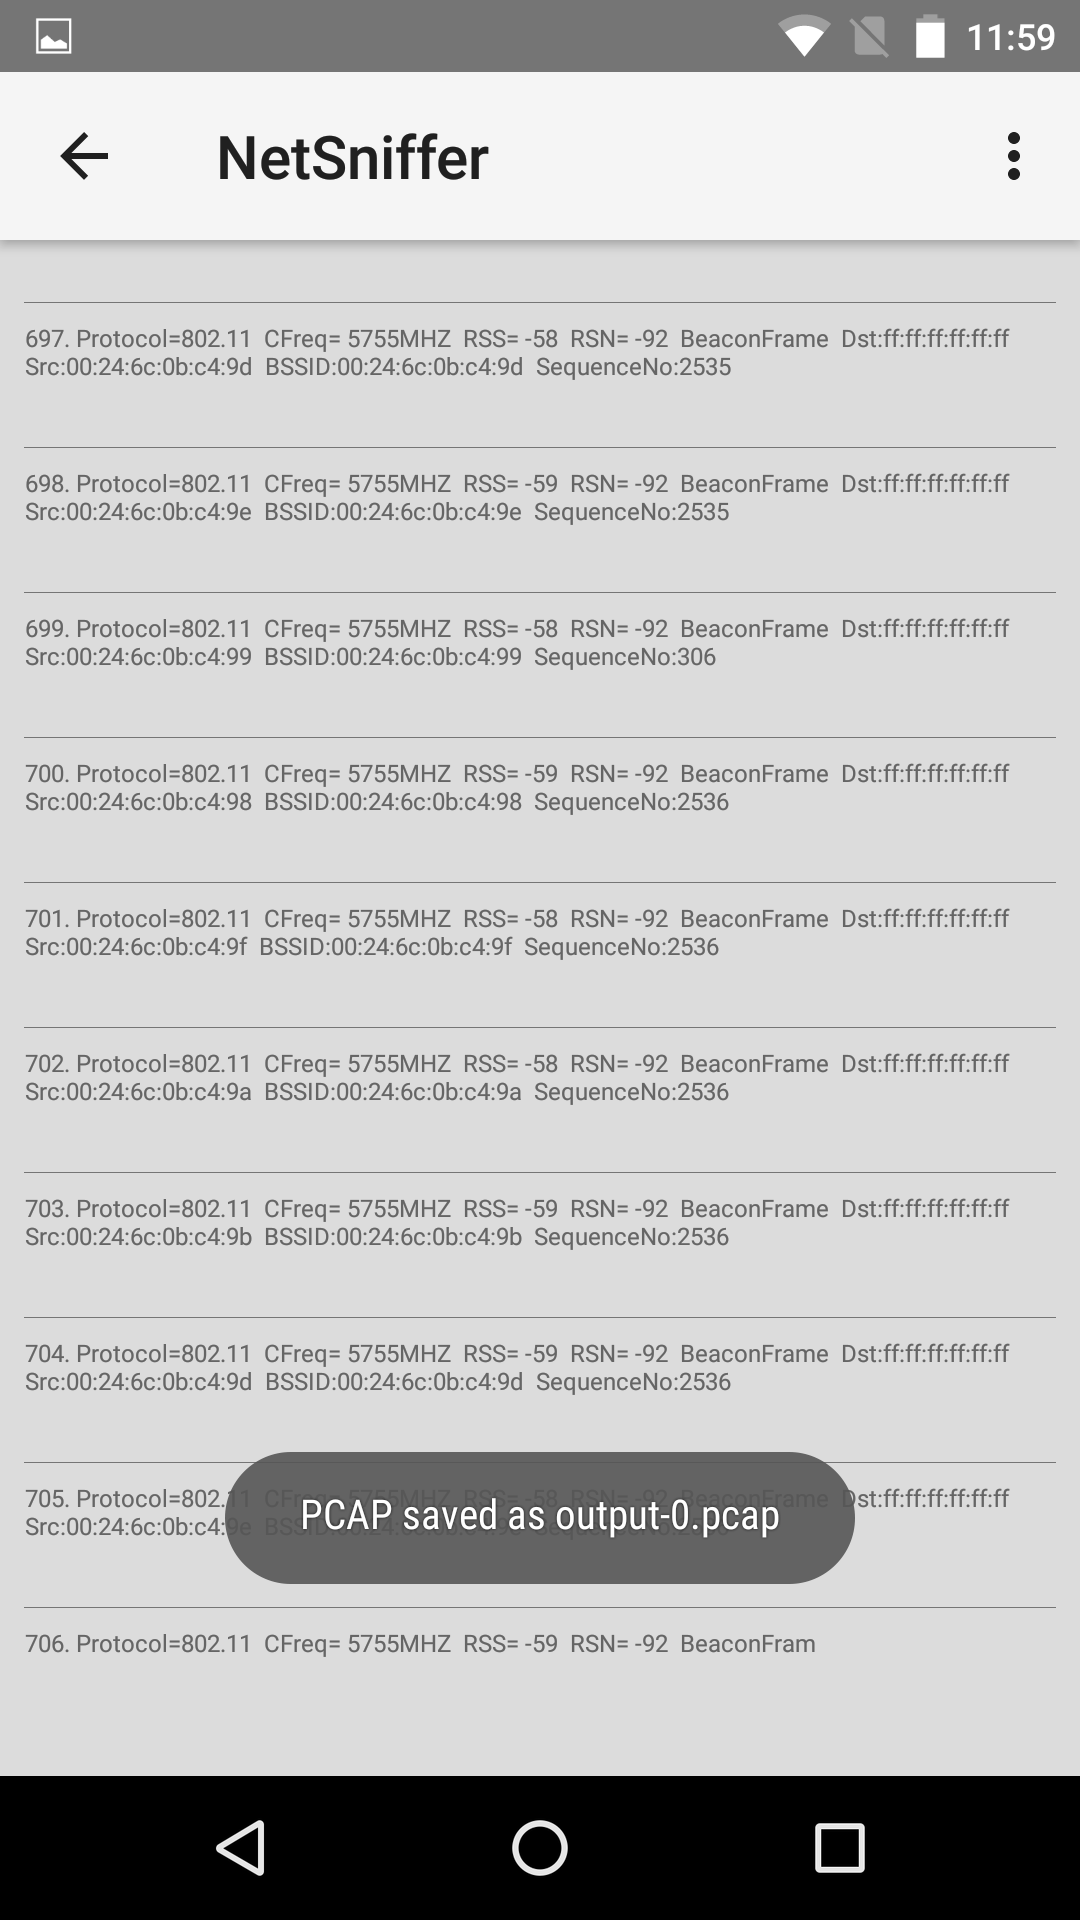 11:59
NetSniffer
697. Protocol=802.11 CFreq= 5755MHZ RSS= -58 RSN= -92 BeaconFrame Dst:ff:ff:ff:ff:ff:ff
Src:00:24:6c:0b:c4:9d BSSID:00:24:6c:0b:c4:9d SequenceNo:2535
698. Protocol=802.11 CFreq= 5755MHZ RSS= -59 RSN= -92 BeaconFrame Dst:ff:ff:ff:ff:ff:ff
Src:00:24:6c:0b:c4:9e BSSID:00:24:6c:0b:c4:9e SequenceNo:2535
699. Protocol=802.11 CFreq= 5755MHZ RSS= -58 RSN= -92 BeaconFrame Dst:ff:ff:ff:ff:ff:ff
Src:00:24:6c:0b:c4:99 BSSID:00:24:6c:0b:c4:99 SequenceNo:306
700. Protocol=802.11 CFreq= 5755MHZ RSS= -59 RSN= -92 BeaconFrame Dst:ff:ff:ff:ff:ff:ff
Src:00:24:6c:0b:c4:98 BSSID:00:24:6c:0b:c4:98 SequenceNo:2536
701. Protocol=802.11 CFreq= 5755MHZ RSS= -58 RSN= -92 BeaconFrame Dst:ff:ff:ff:ff:ff:ff
Src:00:24:6c:0b:c4:9f BSSID:00:24:6c:0b:c4:9f SequenceNo:2536
702. Protocol=802.11 CFreq= 5755MHZ RSS= -58 RSN= -92 BeaconFrame Dst:ff:ff:ff:ff:ff:ff
Src:00:24:6c:0b:c4:9a BSSID:00:24:6c:0b:c4:9a SequenceNo:2536
703. Protocol=802.11 CFreq= 5755MHZ RSS= -59 RSN= -92 BeaconFrame Dst:ff:ff:ff:ff:ff:ff
Src:00:24:6c:0b:c4:9b BSSID:00:24:6c:0b:c4:9b SequenceNo:2536
704. Protocol=802.11 CFreq= 5755MHZ RSS= -59 RSN= -92 BeaconFrame Dst:ff:ff:ff:ff:ff:ff
Src:00:24:6c:0b:c4:9d BSSID:00:24:6c:0b:c4:9d SequenceNo:2536
705. Protocol=802.11 CFreq= 5755MHZ RSS= -58 RSN= -92 BeaconFrame Dst:ff:ff:ff:ff:ff:ff
Src:00:24:6c:0b:c4:9e
PCAP saved as output-0.pcap
706. Protocol=802.11 CFreq= 5755MHZ RSS= -59 RSN= -92 BeaconFram